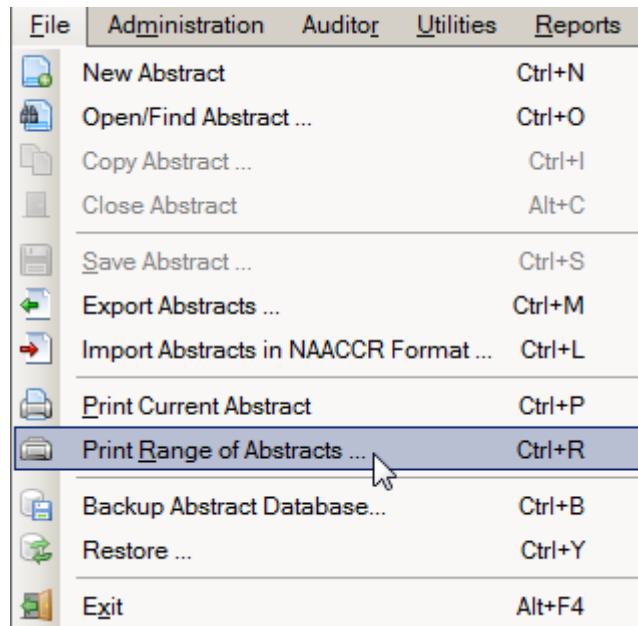 File Administration Auditor Utilities Reports
New Abstract Ctrl+N
Open/Find Abstract ... Ctrl+O
Copy Abstract ... Ctrl+I
Close Abstract Alt+C
Save Abstract ... Ctrl+S
Export Abstracts ... Ctrl+M
Import Abstracts in NAACCR Format ... Ctrl+L
Print Current Abstract Ctrl+P
Print Range of Abstracts ... Ctrl+R
Backup Abstract Database... Ctrl+B
Restore ... Ctrl+Y
Exit Alt+F4